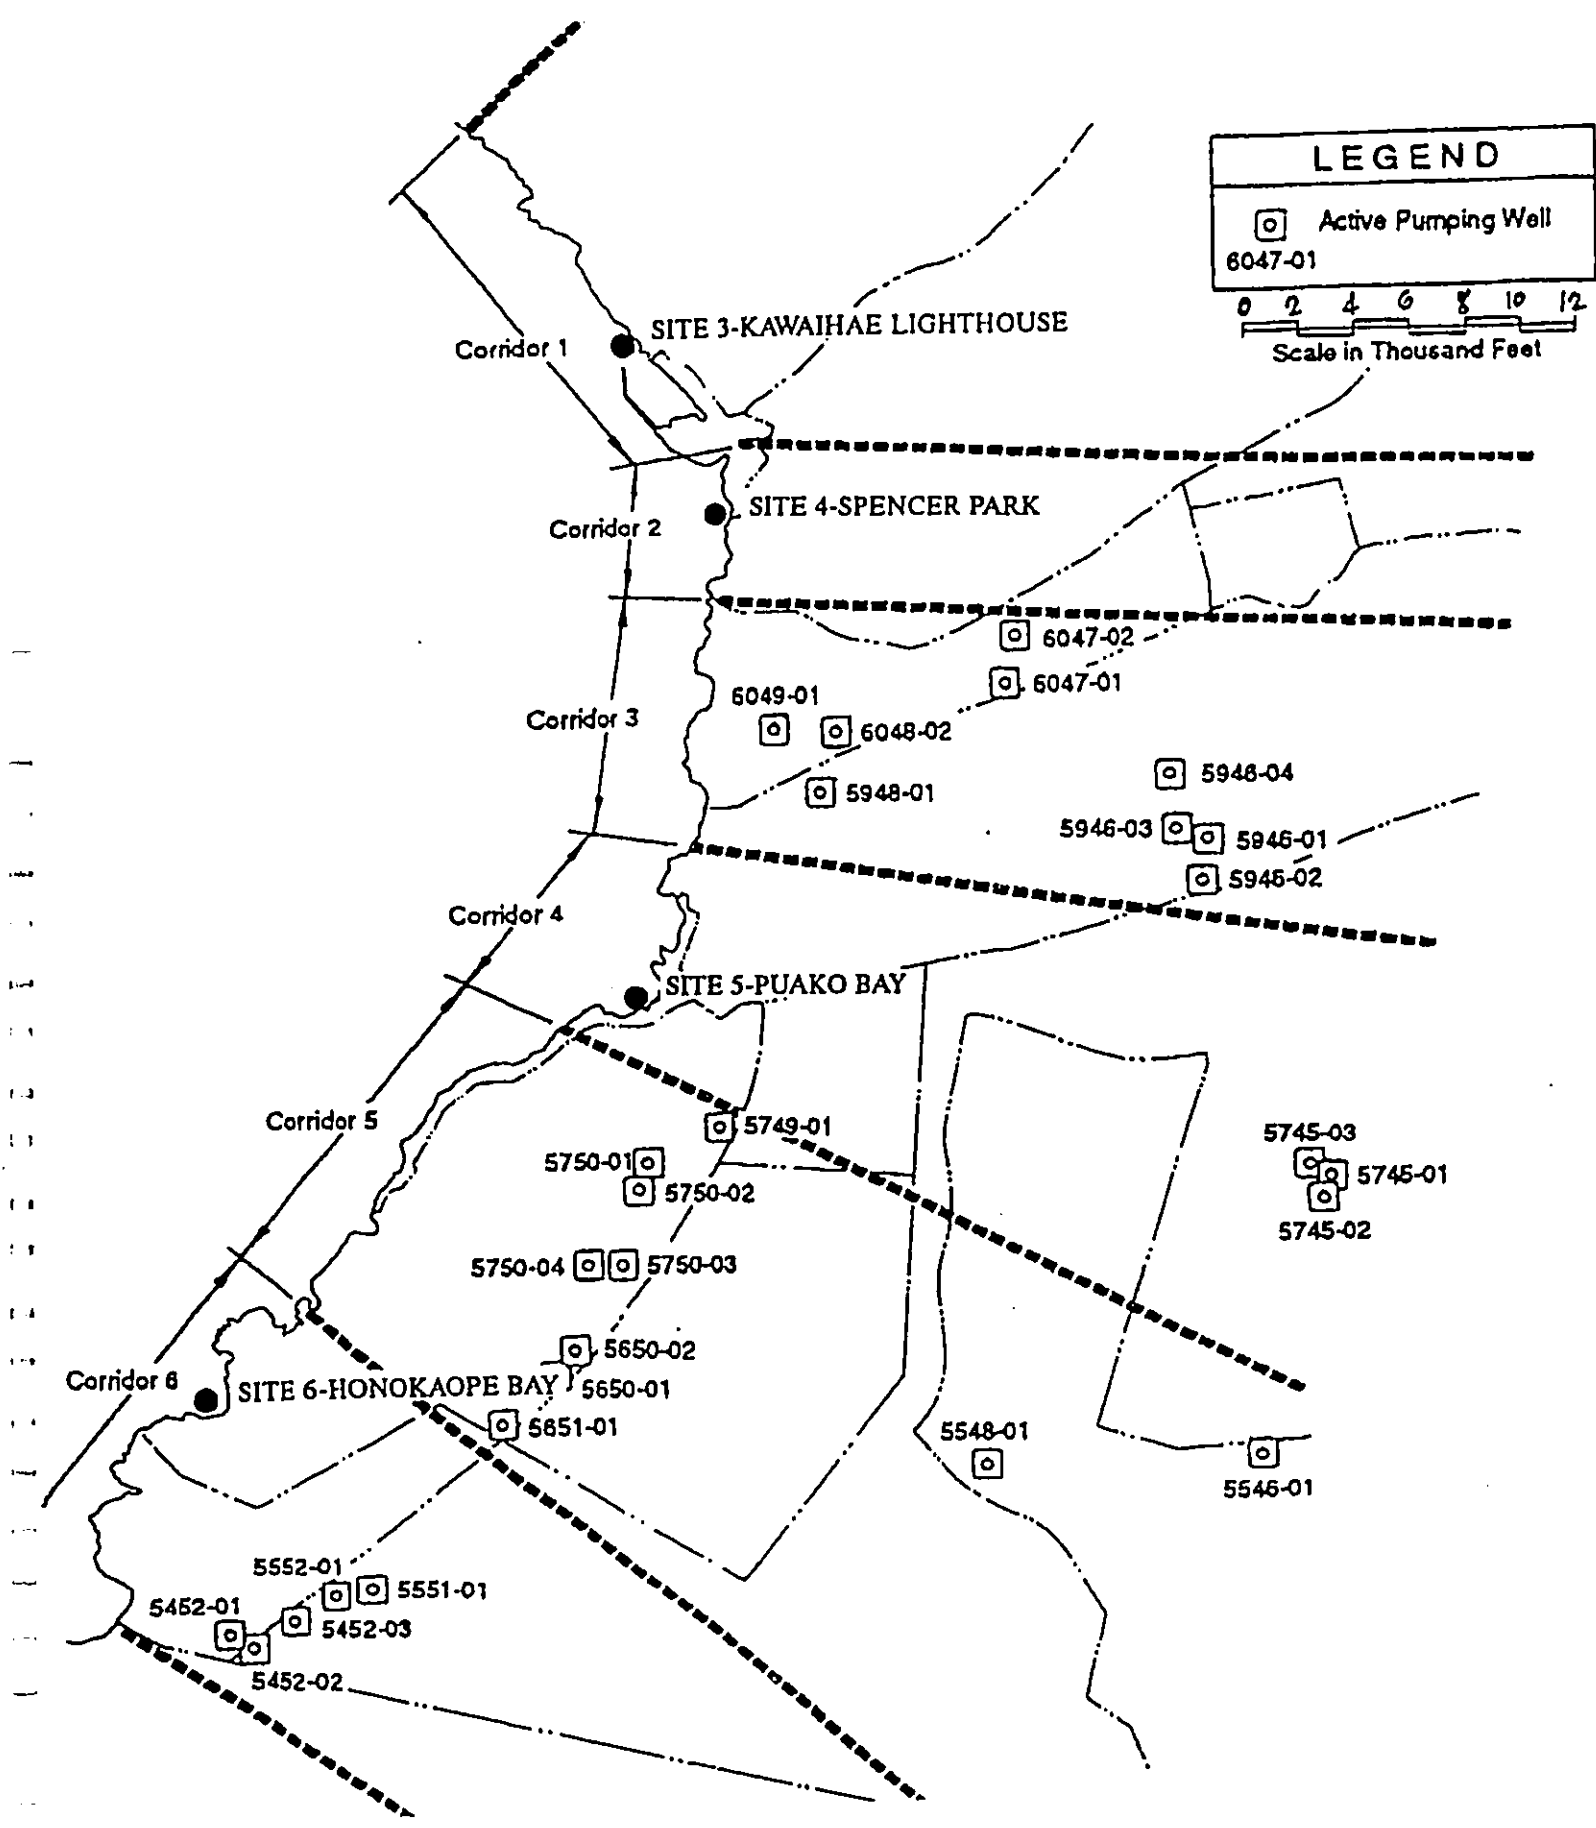 LEGEND
Active Pumping Well
6047-01
0 2 4 6 8 10 12
Scale in Thousand Feet
SITE 3-KAWAIHAE LIGHTHOUSE
Corridor 1
SITE 4-SPENCER PARK
Corridor 2
6047-02
6047-01
6049-01
Corridor 3
6048-02
5946-04
5948-01
5946-03
5946-01
5946-02
Corridor 4
SITE 5-PUAKO BAY
Corridor 5
5749-01
5745-03
5750-01
5745-01
5750-02
5745-02
5750-04
5750-03
5650-02
Corridor 6
SITE 6-HONOKAOPE BAY
5650-01
5651-01
5548-01
5546-01
5552-01
5551-01
5452-01
5452-03
5452-02